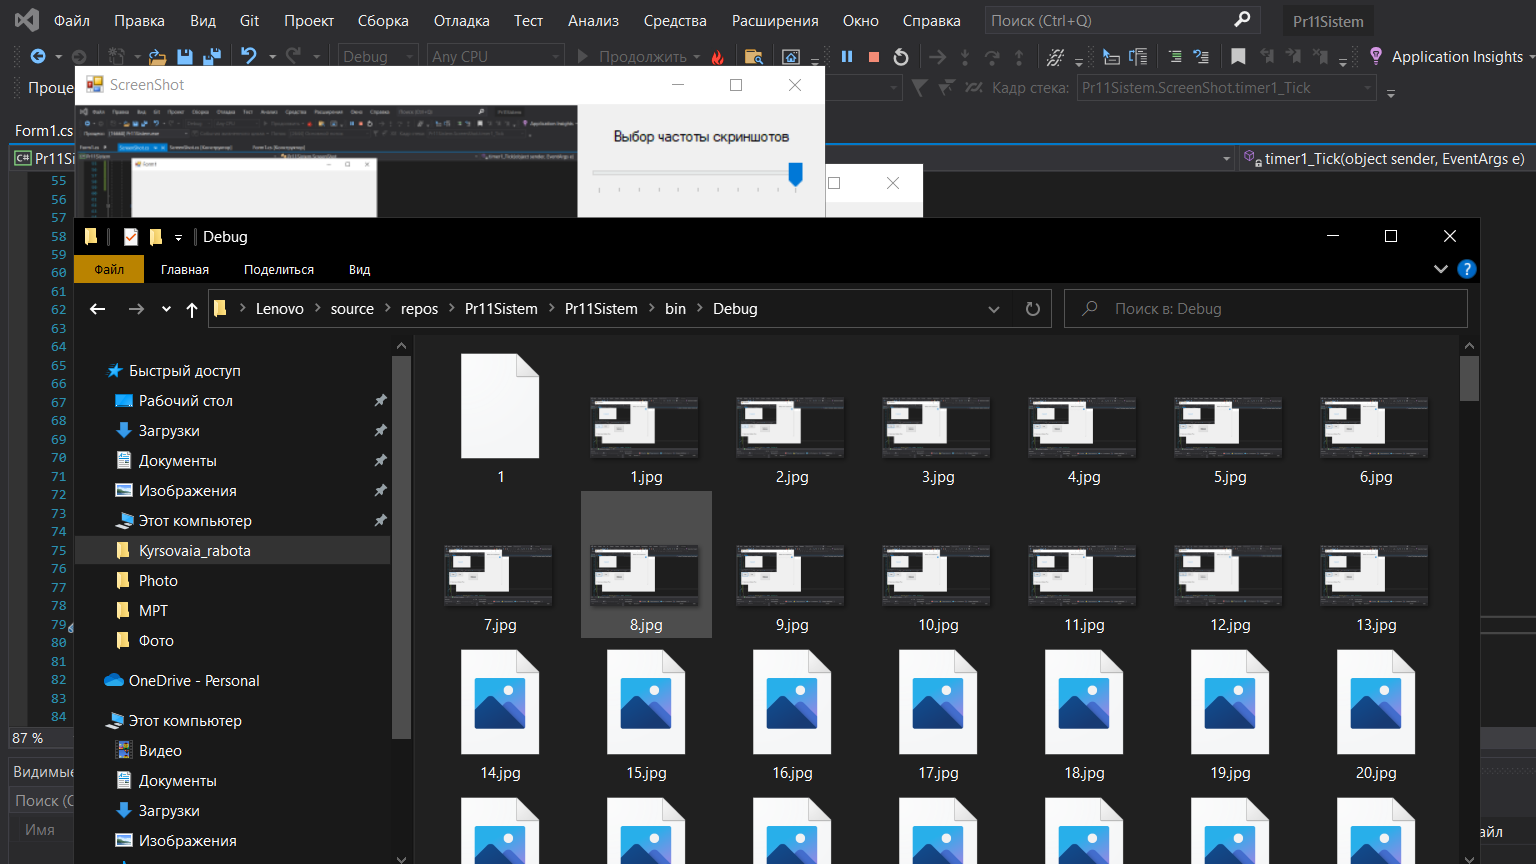 Файл Правка Вид Git Проект Сборка Отладка Тест Анализ Средства Расширения Окно Справка Поиск (Ctrl+Q) Pr11Sistem
Debug Any CPU Продолжить Application Insights
Проце Кадр стека: Pr11Sistem.ScreenShot.timer1_Tick
ScreenShot
Выбор частоты скриншотов
Form1.cs
C# Pr11Si timer1_Tick(object sender, EventArgs e)
55
56
57
58
59
60
61
62
63
64
65
66
67
68
69
70
71
72
73
74
75
76
77
78
79
80
81
82
83
84
87 %
Видимые
Поиск (C
Имя
айл
Debug
Файл Главная Поделиться Вид
Lenovo source repos Pr11Sistem Pr11Sistem bin Debug Поиск в: Debug
Быстрый доступ
Рабочий стол
Загрузки
Документы
Изображения
Этот компьютер
Kyrsovaia_rabota
Photo
МРТ
Фото
OneDrive - Personal
Этот компьютер
Видео
Документы
Загрузки
Изображения
1 1.jpg 2.jpg 3.jpg 4.jpg 5.jpg 6.jpg
7.jpg 8.jpg 9.jpg 10.jpg 11.jpg 12.jpg 13.jpg
14.jpg 15.jpg 16.jpg 17.jpg 18.jpg 19.jpg 20.jpg